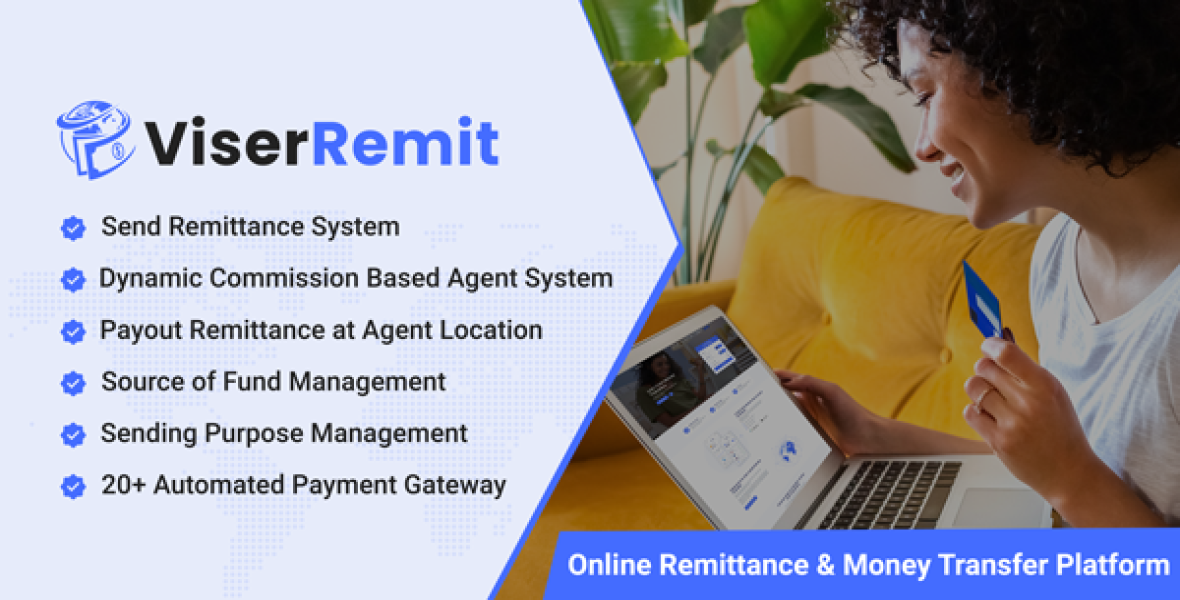 ViserRemit
Send Remittance System
Dynamic Commission Based Agent System
Payout Remittance at Agent Location
Source of Fund Management
Sending Purpose Management
20+ Automated Payment Gateway
Online Remittance & Money Transfer Platform